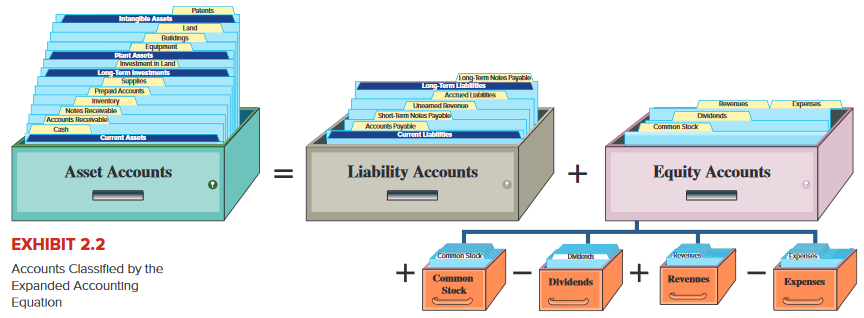 Patents
Intangible Assets
Land
Buildings
Equipment
Plant Assets
Investment in Land
Long-Term Investments
Supplies
Prepaid Accounts
Inventory
Notes Receivable
Accounts Receivable
Cash
Current Assets
Asset Accounts
=
Long-Term Notes Payable
Long-Term Liabilities
Accrued Liabilities
Unearned Revenue
Short-Term Notes Payable
Accounts Payable
Current Liabilities
Liability Accounts
+
Revenues
Expenses
Dividends
Common Stock
Equity Accounts
EXHIBIT 2.2
Accounts Classified by the
Expanded Accounting
Equation
+
Common Stock
Common
Stock
−
Dividends
Dividends
+
Revenues
Revenues
−
Expenses
Expenses